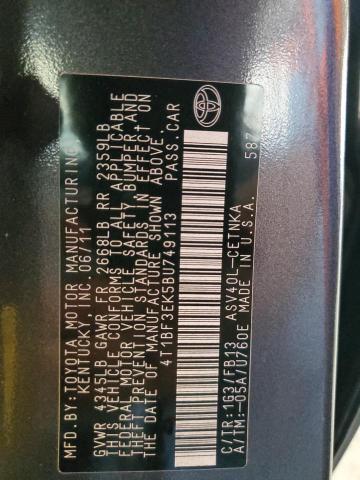 MFD.BY: TOYOTA MOTOR MANUFACTURING,
KENTUCKY, INC. 06/11
GVWR 4345LB GAWR FR 2668LB RR 2359LB
THIS VEHICLE CONFORMS TO ALL APPLICABLE
FEDERAL MOTOR VEHICLE SAFETY, BUMPER, AND
THEFT PREVENTION STANDARDS IN EFFECT ON
THE DATE OF MANUFACTURE SHOWN ABOVE.
4T1BF3EK5BU749113 PASS.CAR
C/TR:1G3/FB13 ASV40L-CETNKA
A/TM:-05A/U760E MADE IN U.S.A.
587